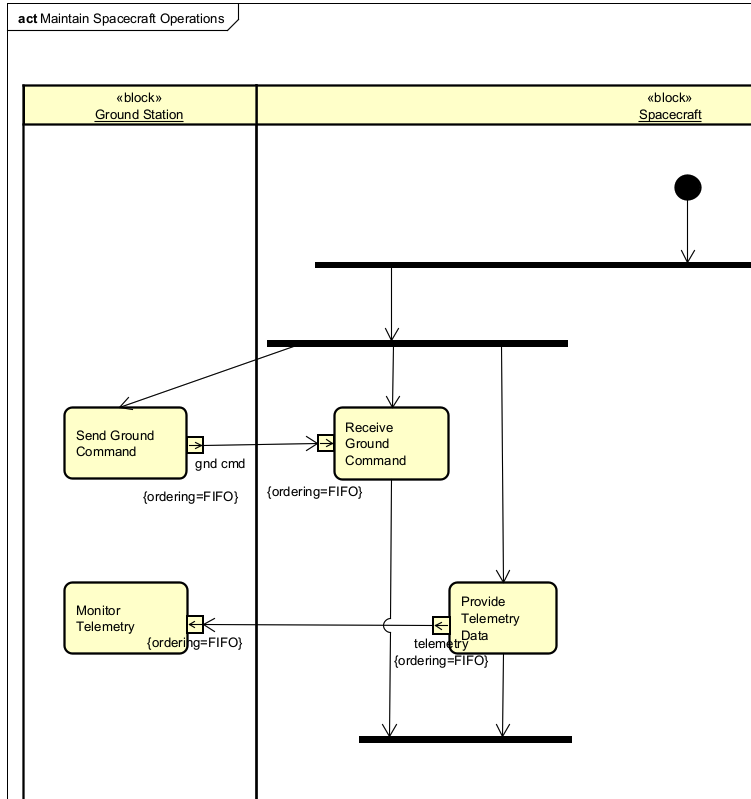 act Maintain Spacecraft Operations
«block»
Ground Station
«block»
Spacecraft
Send Ground
Command
gnd cmd
{ordering=FIFO}
Receive
Ground
Command
{ordering=FIFO}
Monitor
Telemetry
{ordering=FIFO}
Provide
Telemetry
Data
telemetry
{ordering=FIFO}